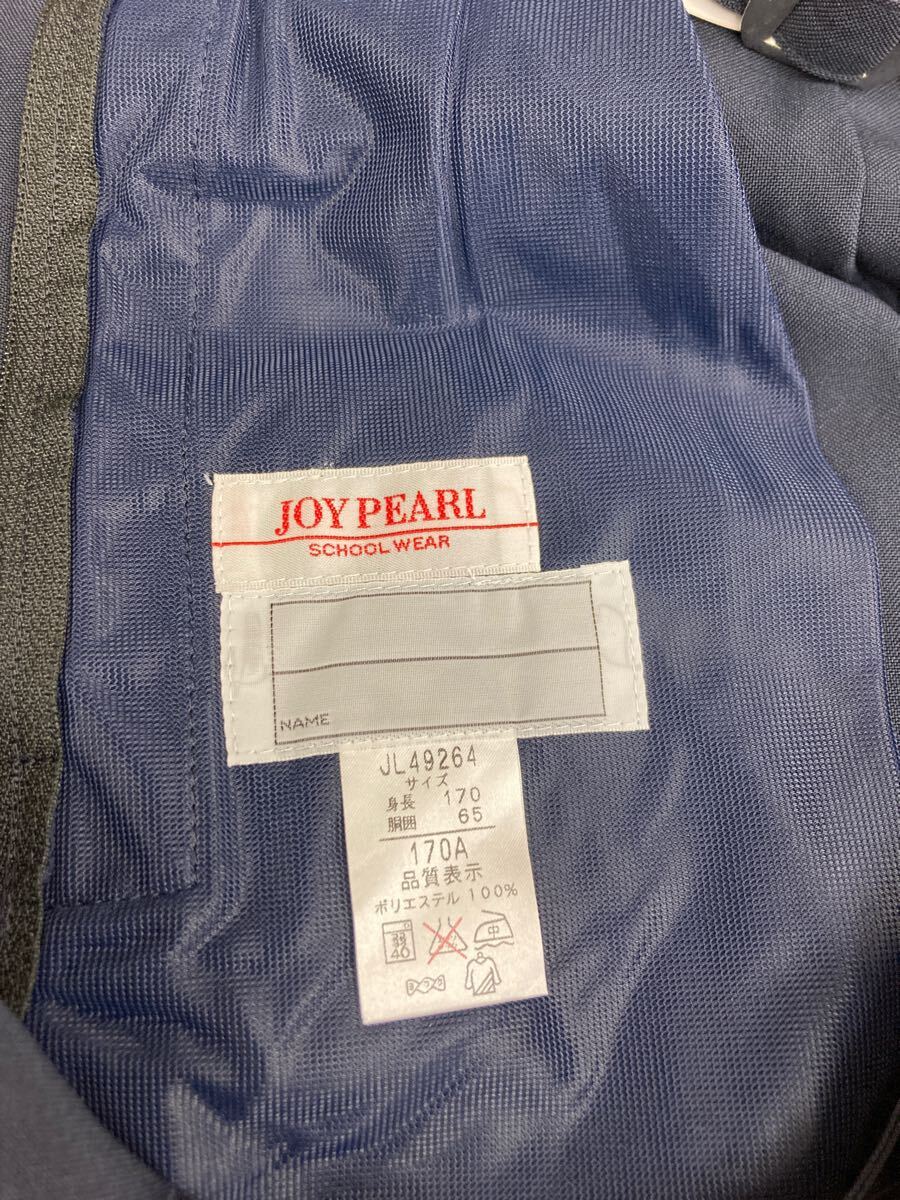 JOY PEARL
SCHOOL WEAR
NAME
JL49264
サイズ
身長 170
胴囲 65
170A
品質表示
ポリエステル 100%
40
中